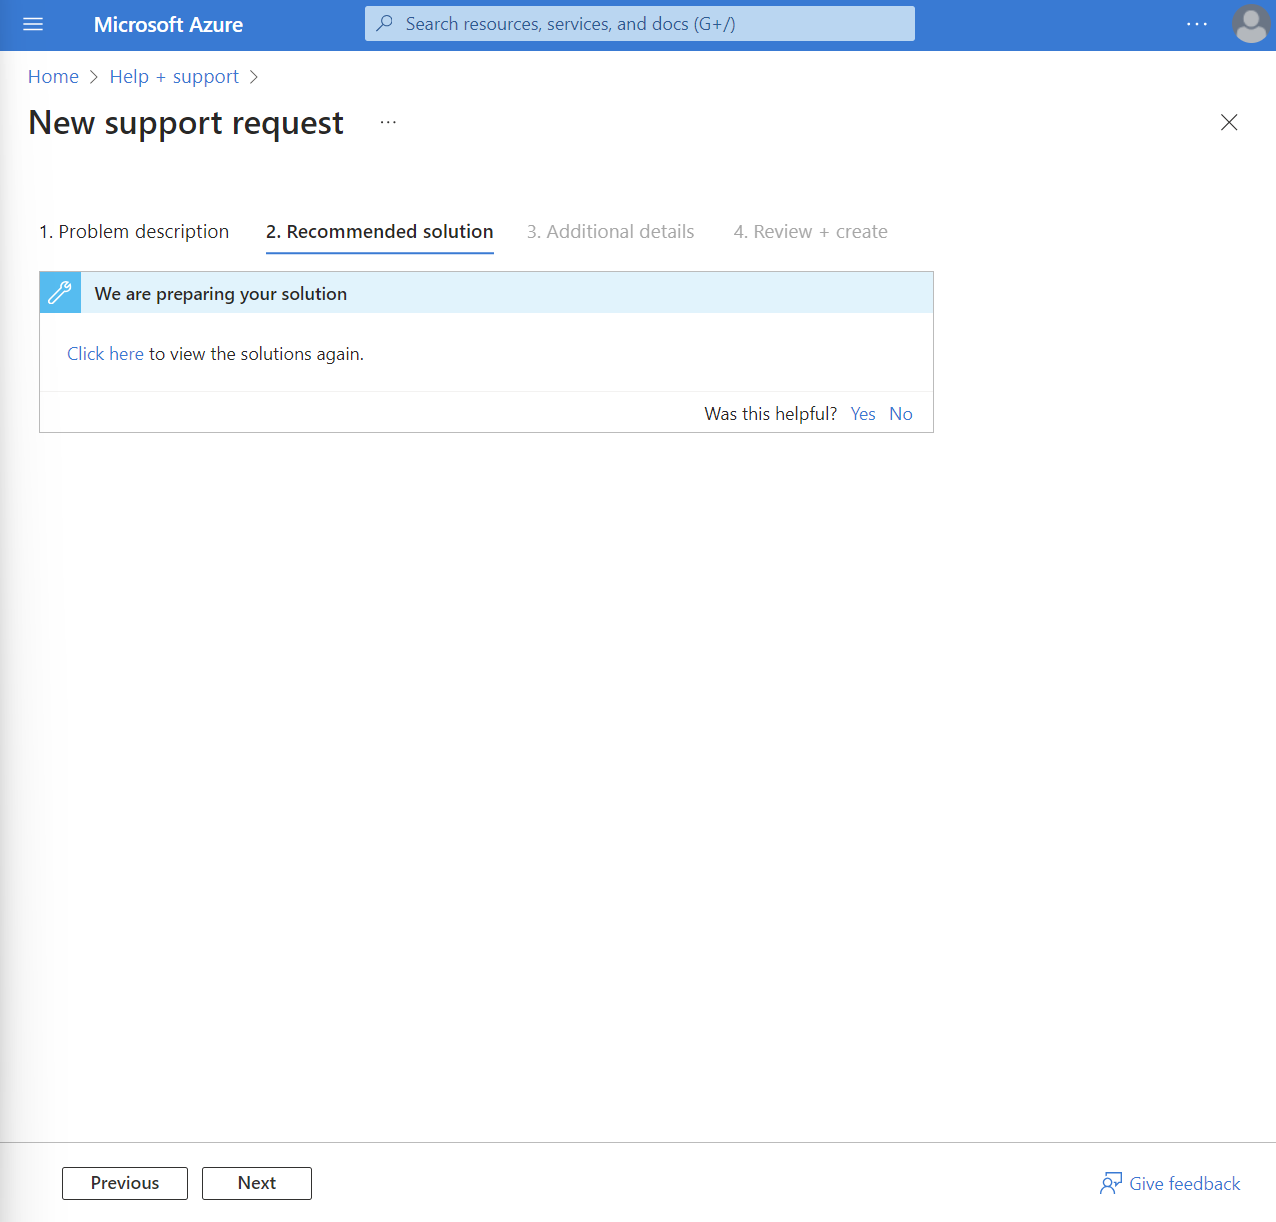 Microsoft Azure
Search resources, services, and docs (G+/)
Home > Help + support >
New support request ...
1. Problem description 2. Recommended solution 3. Additional details 4. Review + create
We are preparing your solution
Click here to view the solutions again.
Was this helpful? Yes No
Previous Next Give feedback